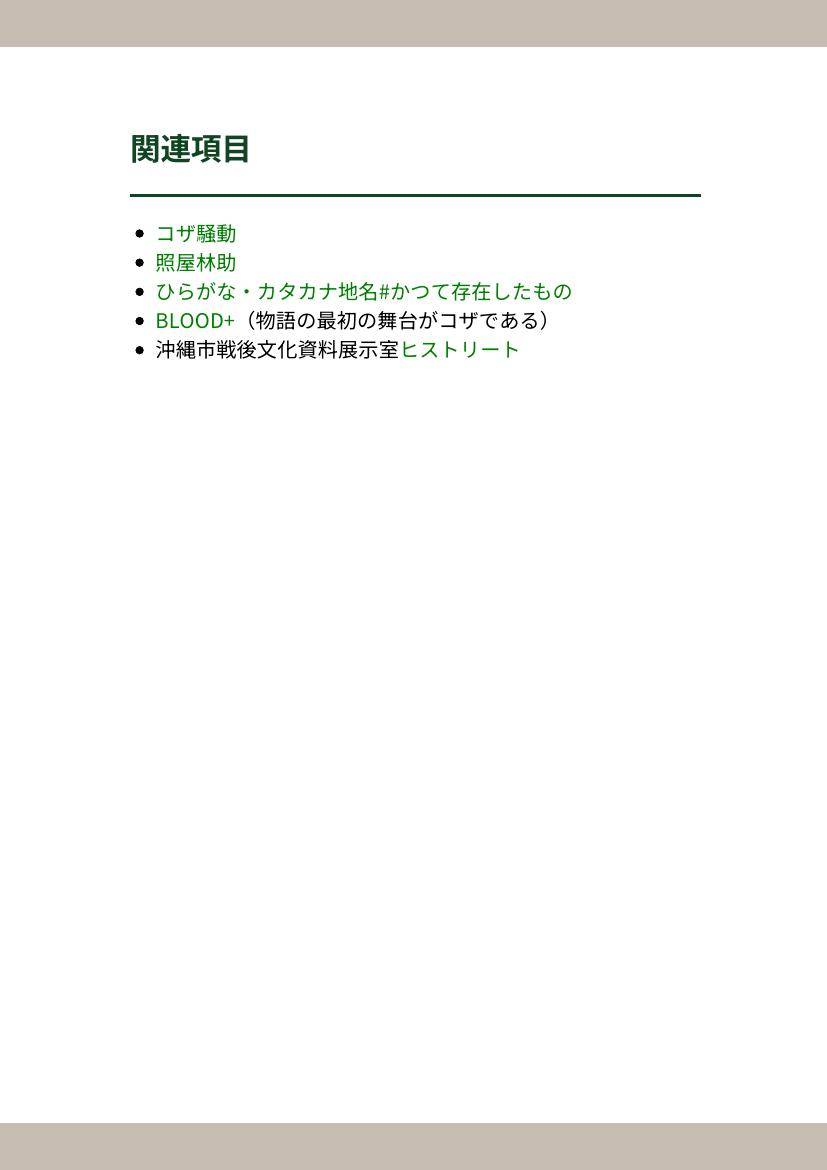 関連項目
コザ騒動
照屋林助
ひらがな・カタカナ地名#かつて存在したもの
BLOOD+（物語の最初の舞台がコザである）
沖縄市戦後文化資料展示室ヒストリート